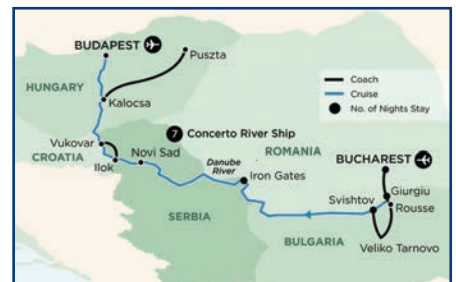 BUDAPEST
Puszta
Coach
Cruise
No. of Nights Stay
HUNGARY
Kalocsa
7 Concerto River Ship
Vukovar
CROATIA
Ilok
Novi Sad
Danube
River
ROMANIA
BUCHAREST
Iron Gates
Giurgiu
Svishtov
Rousse
SERBIA
BULGARIA
Veliko Tarnovo